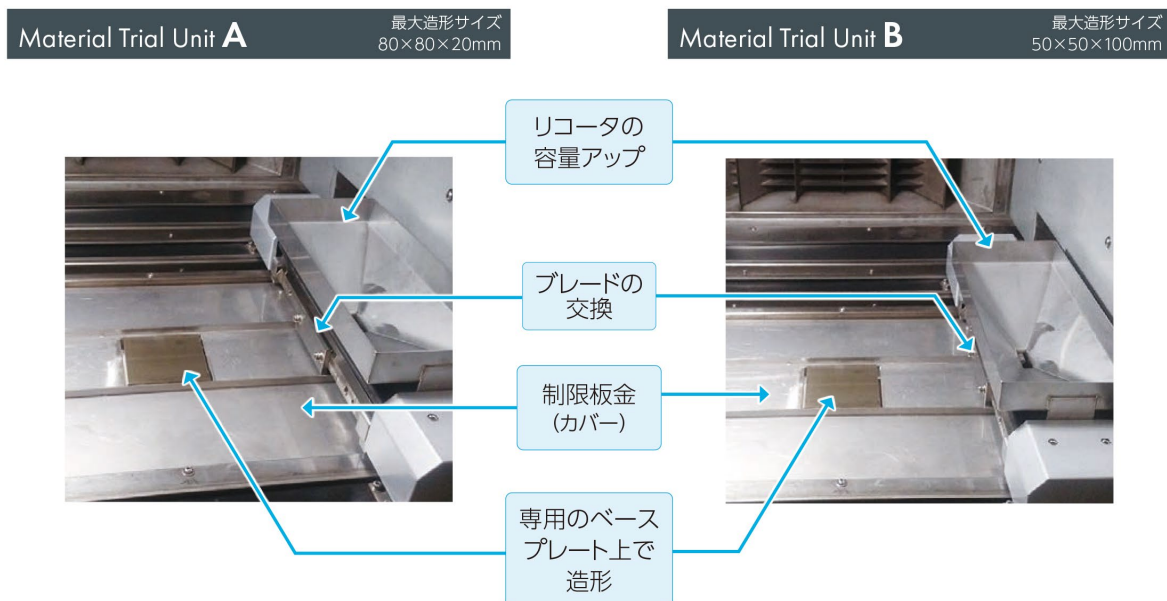 Material Trial Unit A
最大造形サイズ
80×80×20mm
Material Trial Unit B
最大造形サイズ
50×50×100mm
リコータの
容量アップ
ブレードの
交換
制限板金
(カバー)
専用のベース
プレート上で
造形